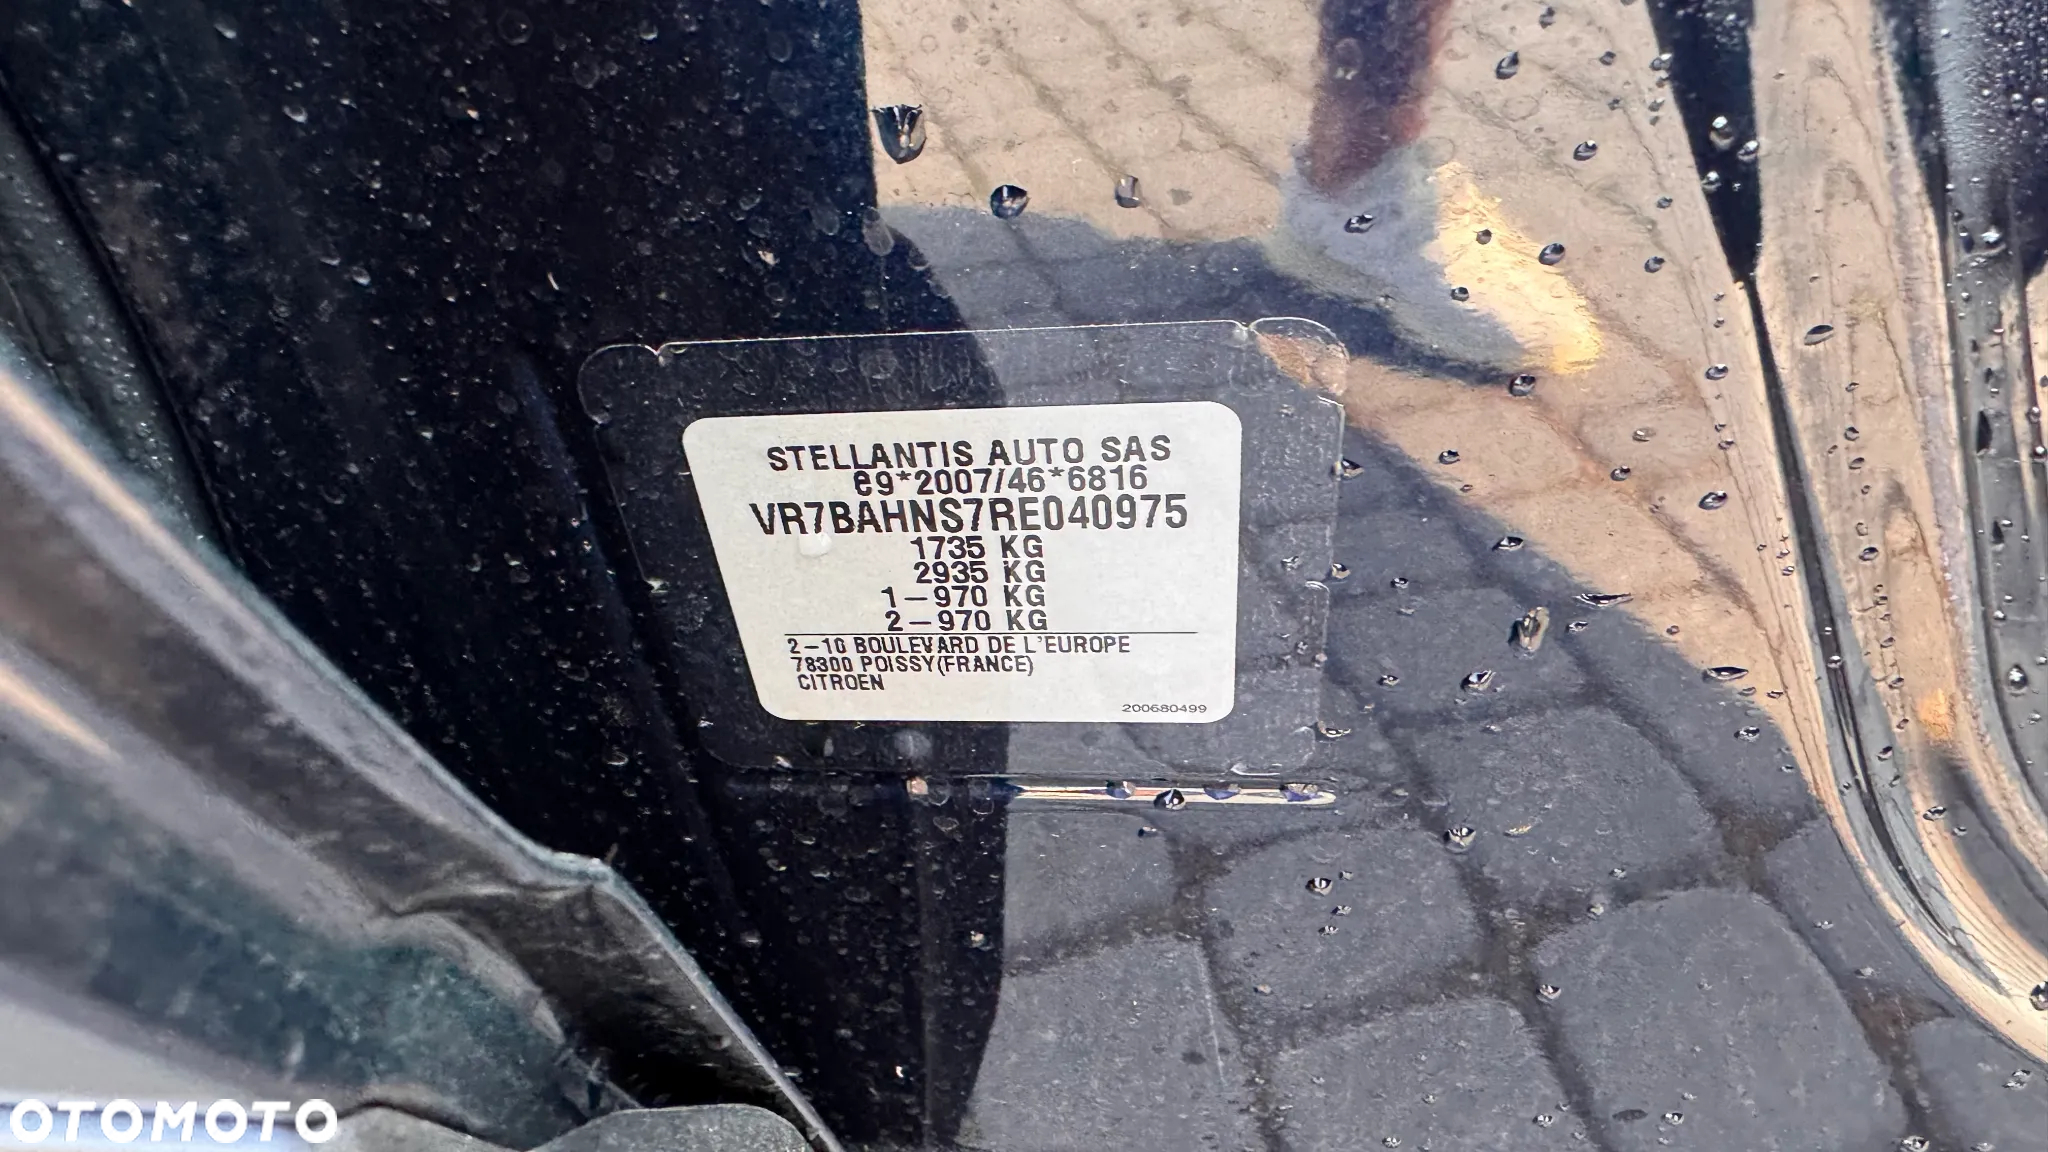 STELLANTIS AUTO SAS
e9*2007/46*6816
VR7BAHNS7RE040975
1735 KG
2935 KG
1–970 KG
2–970 KG
2–10 BOULEVARD DE L'EUROPE
78300 POISSY(FRANCE)
CITROEN
200680499
OTOMOTO